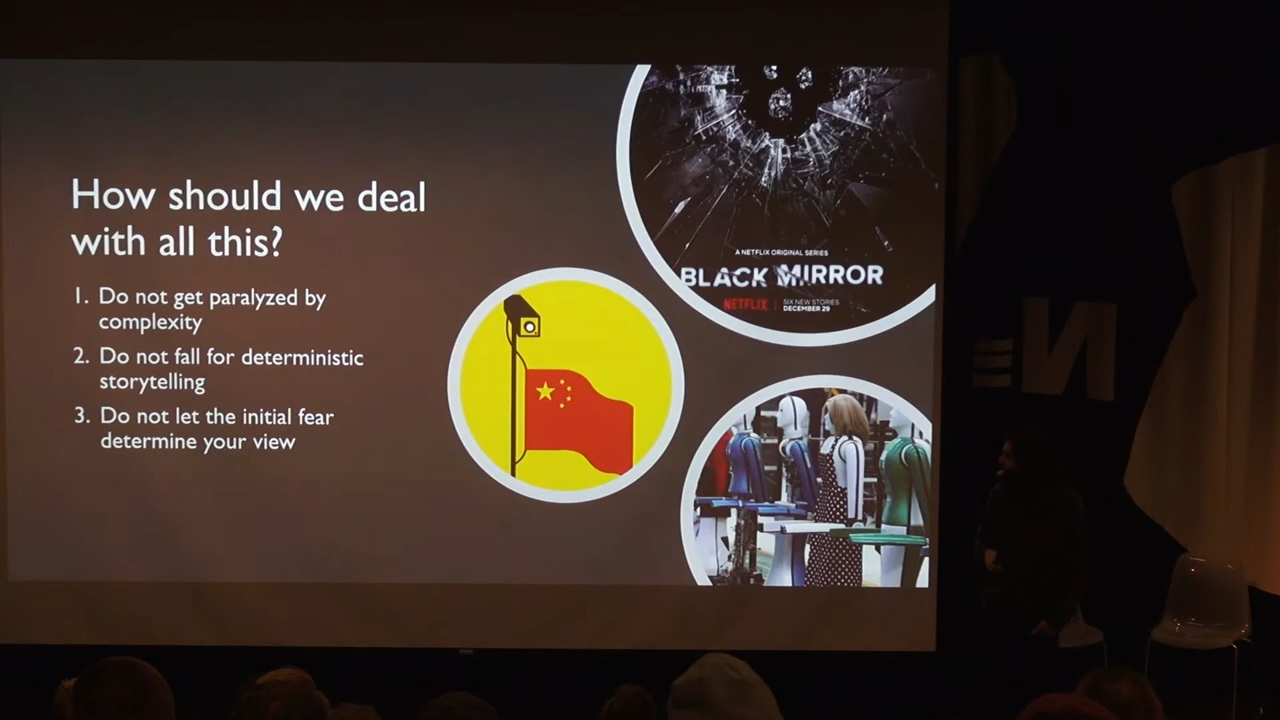 How should we deal
with all this?
1. Do not get paralyzed by
complexity
2. Do not fall for deterministic
storytelling
3. Do not let the initial fear
determine your view
A NETFLIX ORIGINAL SERIES
BLACK MIRROR
NETFLIX
SIX NEW STORIES
DECEMBER 29